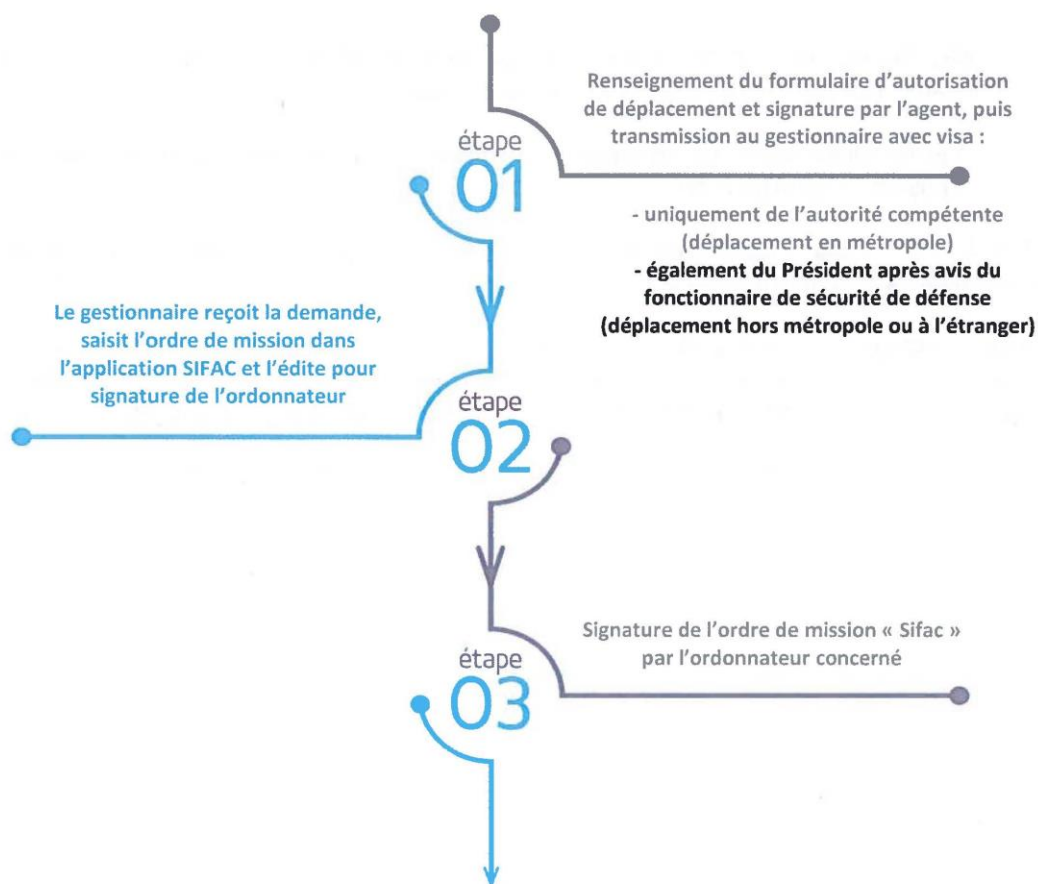 Renseignement du formulaire d'autorisation
de déplacement et signature par l'agent, puis
transmission au gestionnaire avec visa :
étape
01
- uniquement de l'autorité compétente
(déplacement en métropole)
- également du Président après avis du
fonctionnaire de sécurité de défense
(déplacement hors métropole ou à l'étranger)
Le gestionnaire reçoit la demande,
saisit l'ordre de mission dans
l'application SIFAC et l'édite pour
signature de l'ordonnateur
étape
02
Signature de l'ordre de mission « Sifac »
par l'ordonnateur concerné
étape
03